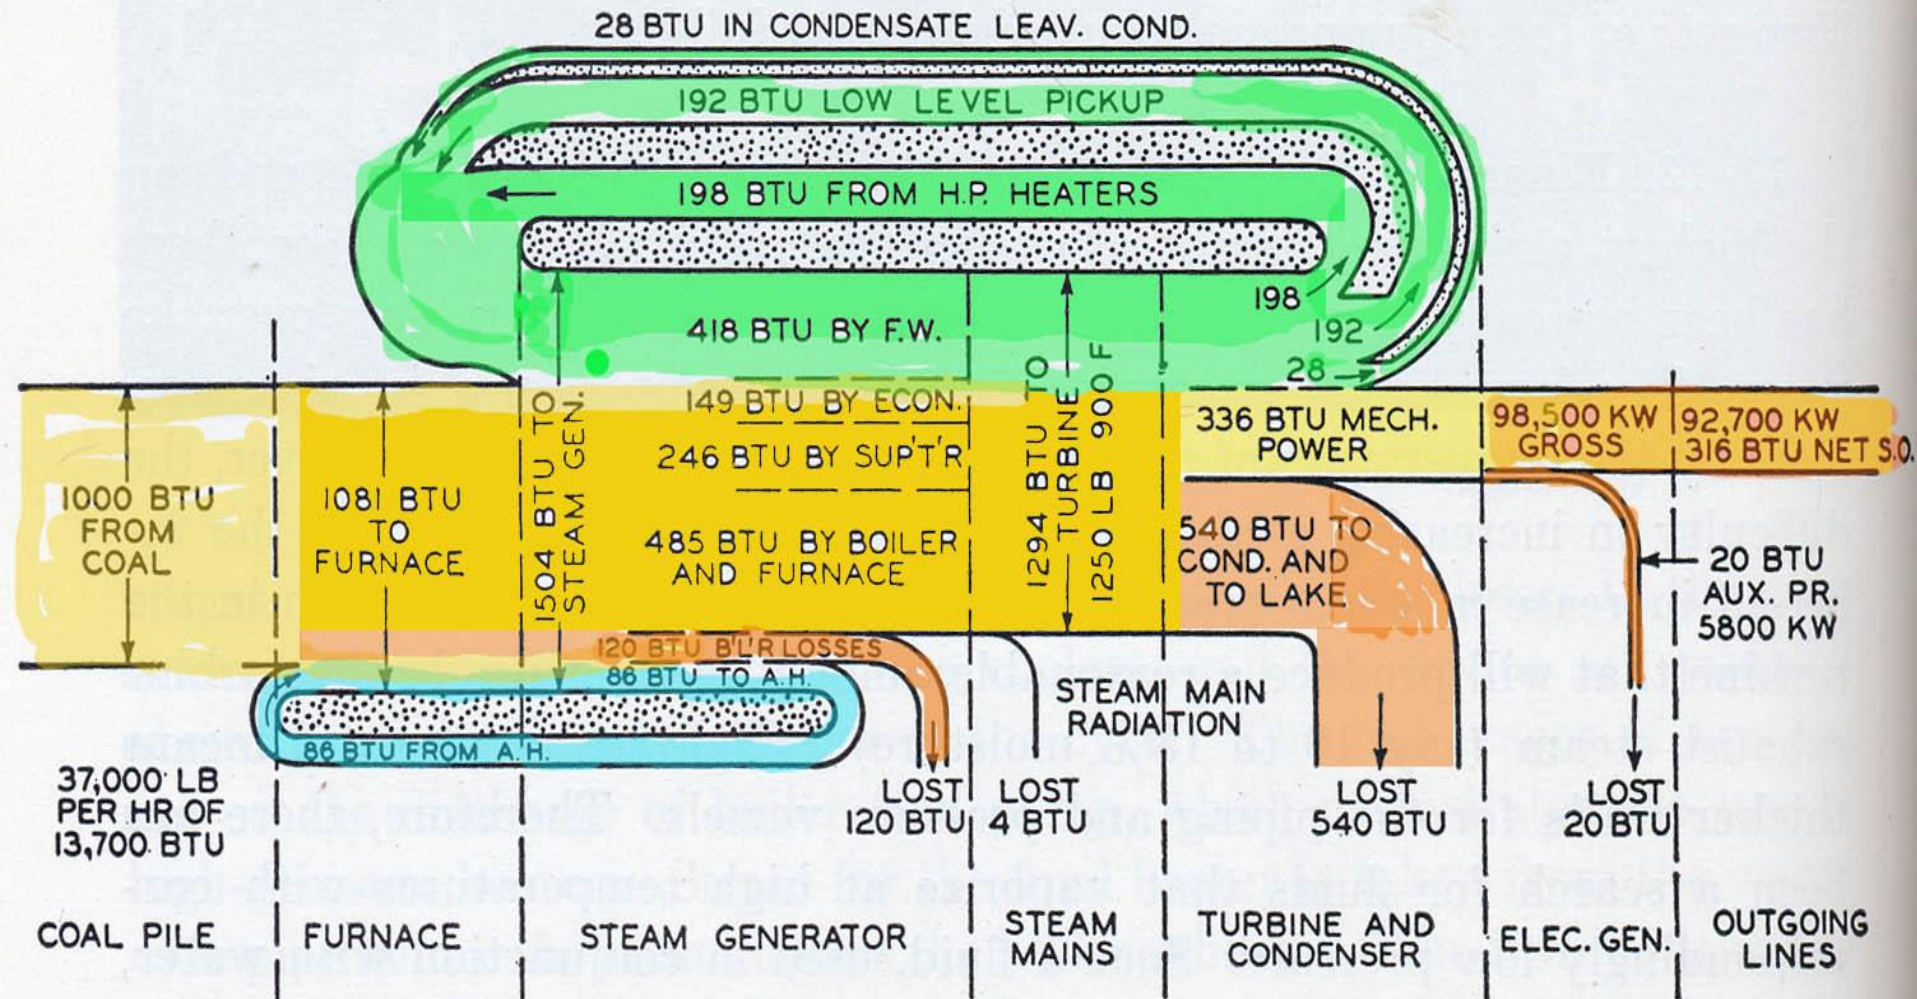 28 BTU IN CONDENSATE LEAV. COND.
192 BTU LOW LEVEL PICKUP
198 BTU FROM H.P. HEATERS
198
192
28
418 BTU BY F.W.
149 BTU BY ECON.
246 BTU BY SUP'T'R
485 BTU BY BOILER
AND FURNACE
1000 BTU
FROM
COAL
1081 BTU
TO
FURNACE
1504 BTU TO
STEAM GEN.
1294 BTU TO
TURBINE
1250 LB 900 F
336 BTU MECH.
POWER
98,500 KW
GROSS
92,700 KW
316 BTU NET S.O.
540 BTU TO
COND. AND
TO LAKE
20 BTU
AUX. PR.
5800 KW
120 BTU B'L'R LOSSES
86 BTU TO A.H.
86 BTU FROM A.H.
STEAM MAIN
RADIATION
37,000 LB
PER HR OF
13,700 BTU
LOST
120 BTU
LOST
4 BTU
LOST
540 BTU
LOST
20 BTU
COAL PILE
FURNACE
STEAM GENERATOR
STEAM
MAINS
TURBINE AND
CONDENSER
ELEC. GEN.
OUTGOING
LINES